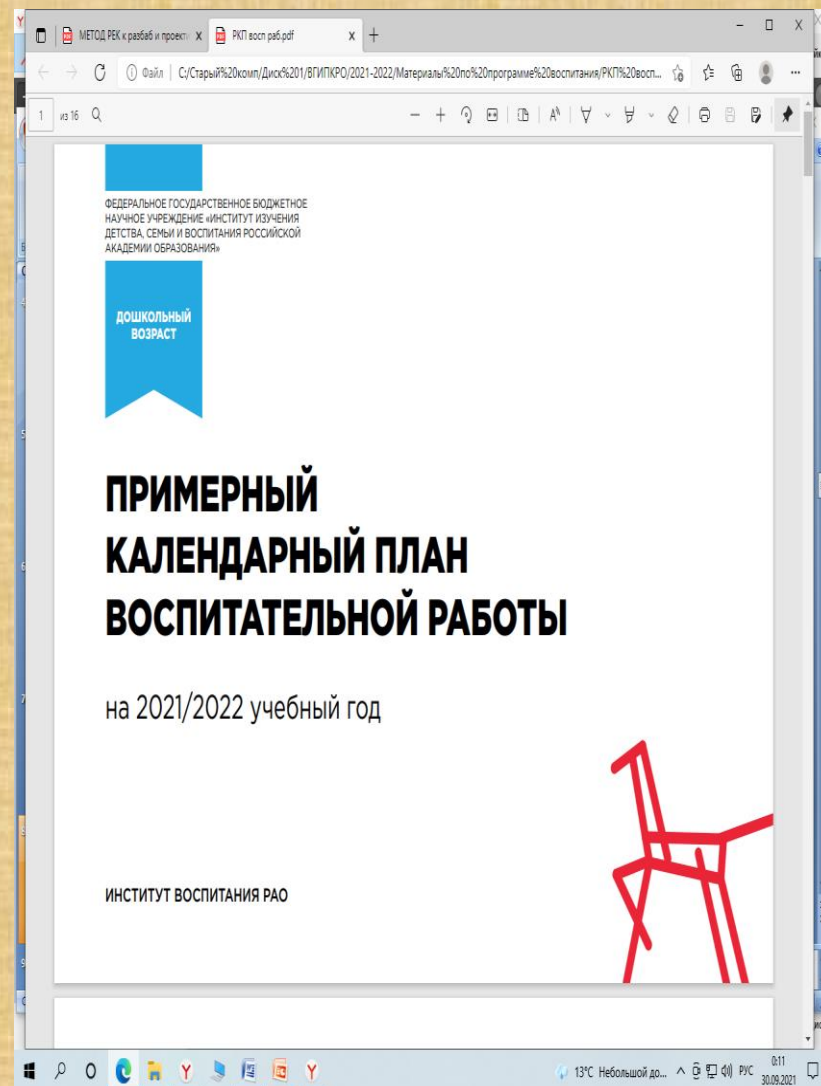 МЕТОД РЕК к разбаб и проект
РКП восп раб.pdf
Файл | C:/Старый%20комп/Диск%201/ВГИПКРО/2021-2022/Материалы%20по%20программе%20воспитания/РКП%20восп...
1 из 16
ФЕДЕРАЛЬНОЕ ГОСУДАРСТВЕННОЕ БЮДЖЕТНОЕ
НАУЧНОЕ УЧРЕЖДЕНИЕ «ИНСТИТУТ ИЗУЧЕНИЯ
ДЕТСТВА, СЕМЬИ И ВОСПИТАНИЯ РОССИЙСКОЙ
АКАДЕМИИ ОБРАЗОВАНИЯ»
ДОШКОЛЬНЫЙ
ВОЗРАСТ
ПРИМЕРНЫЙ
КАЛЕНДАРНЫЙ ПЛАН
ВОСПИТАТЕЛЬНОЙ РАБОТЫ
на 2021/2022 учебный год
ИНСТИТУТ ВОСПИТАНИЯ РАО
13°C Небольшой до... РУС
0:11
30.09.2021